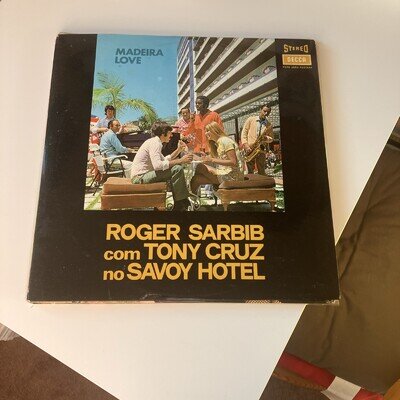 MADEIRA
LOVE
STEREO
DECCA
ROGER SARBIB
com TONY CRUZ
no SAVOY HOTEL